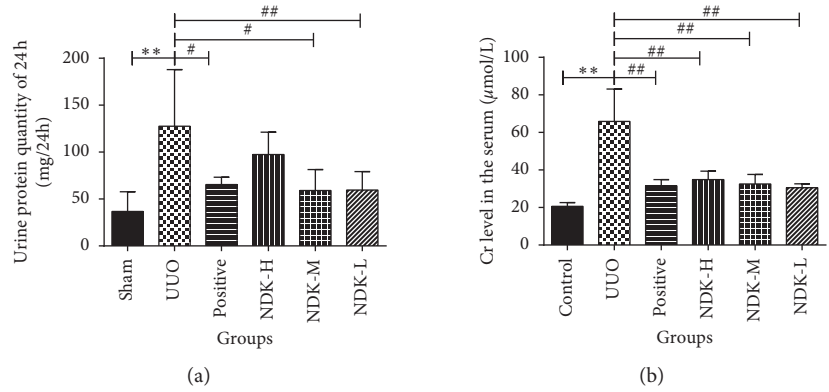 ##
#
** #
200
150
100
50
0
Urine protein quantity of 24 h
(mg/24h)
Sham
UUO
Positive
NDK-H
NDK-M
NDK-L
Groups
(a)
##
##
##
** ##
100
80
60
40
20
0
Cr level in the serum (μmol/L)
Control
UUO
Positive
NDK-H
NDK-M
NDK-L
Groups
(b)